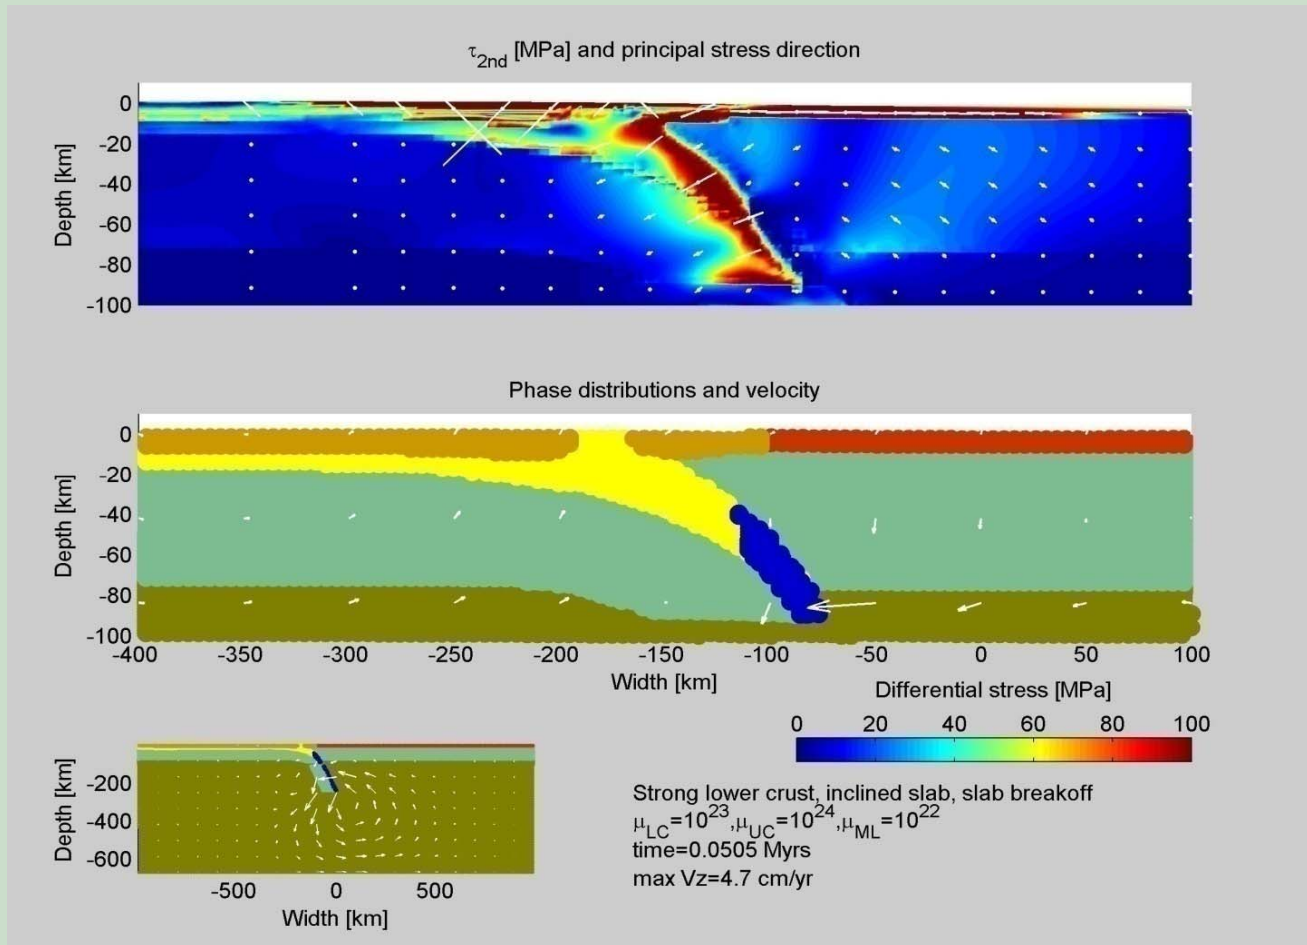 τ2nd [MPa] and principal stress direction
0
-20
-40
-60
-80
-100
Depth [km]
Phase distributions and velocity
0
-20
-40
-60
-80
-100
Depth [km]
-400 -350 -300 -250 -200 -150 -100 -50 0 50 100
Width [km]
Differential stress [MPa]
0 20 40 60 80 100
-200
-400
-600
Depth [km]
-500 0 500
Width [km]
Strong lower crust, inclined slab, slab breakoff
μLC=10^23,μUC=10^24,μML=10^22
time=0.0505 Myrs
max Vz=4.7 cm/yr